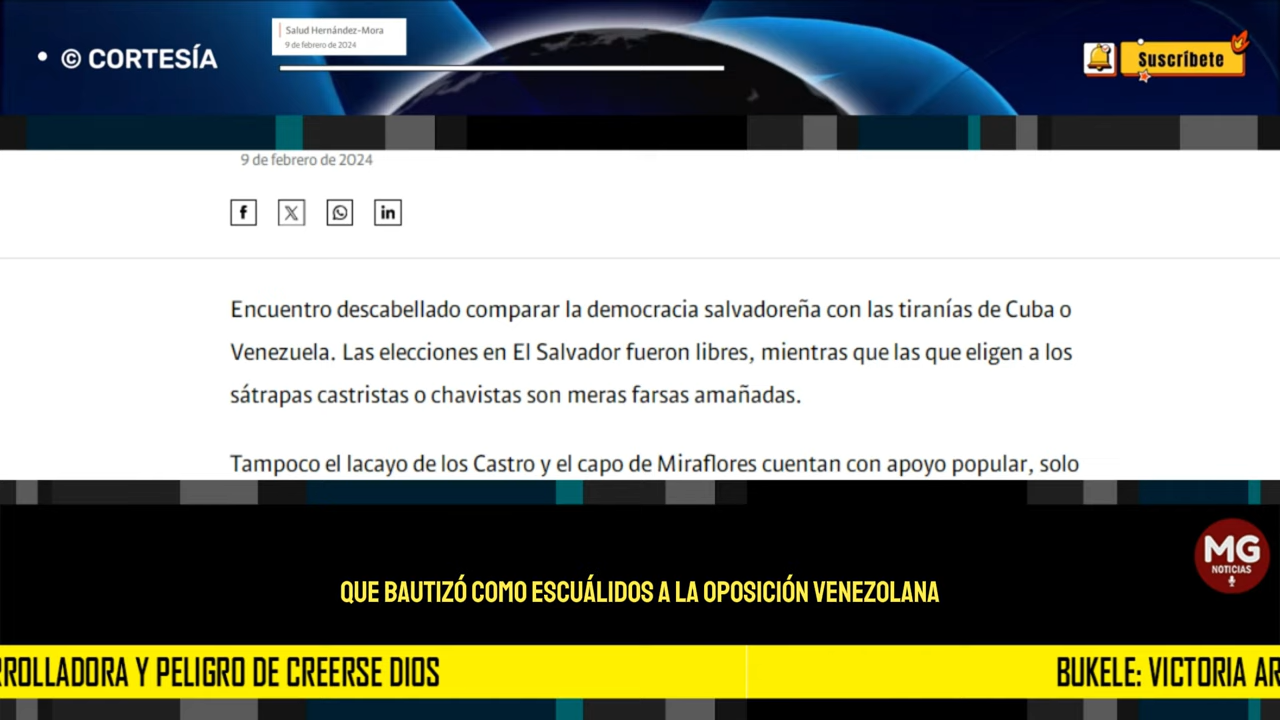 • © CORTESÍA
Salud Hernández-Mora
9 de febrero de 2024
Suscríbete
9 de febrero de 2024
Encuentro descabellado comparar la democracia salvadoreña con las tiranías de Cuba o
Venezuela. Las elecciones en El Salvador fueron libres, mientras que las que eligen a los
sátrapas castristas o chavistas son meras farsas amañadas.
Tampoco el lacayo de los Castro y el capo de Miraflores cuentan con apoyo popular, solo
MG
NOTICIAS
QUE BAUTIZÓ COMO ESCUÁLIDOS A LA OPOSICIÓN VENEZOLANA
RROLLADORA Y PELIGRO DE CREERSE DIOS
BUKELE: VICTORIA AR